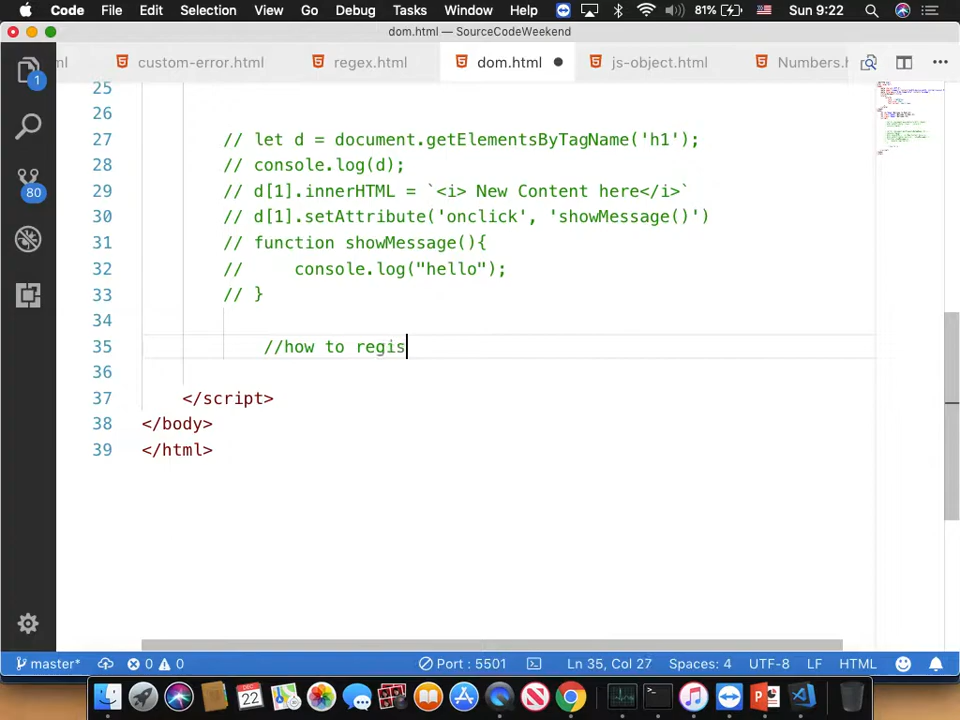 Code File Edit Selection View Go Debug Tasks Window Help 81% Sun 9:22
dom.html — SourceCodeWeekend
ml custom-error.html regex.html dom.html js-object.html Numbers.h
1
80
25
26
27 // let d = document.getElementsByTagName('h1');
28 // console.log(d);
29 // d[1].innerHTML = `<i> New Content here</i>`
30 // d[1].setAttribute('onclick', 'showMessage()')
31 // function showMessage(){
32 //     console.log("hello");
33 // }
34
35 //how to regis
36
37 </script>
38 </body>
39 </html>
master* 0 0 Port : 5501 Ln 35, Col 27 Spaces: 4 UTF-8 LF HTML
DEC
22